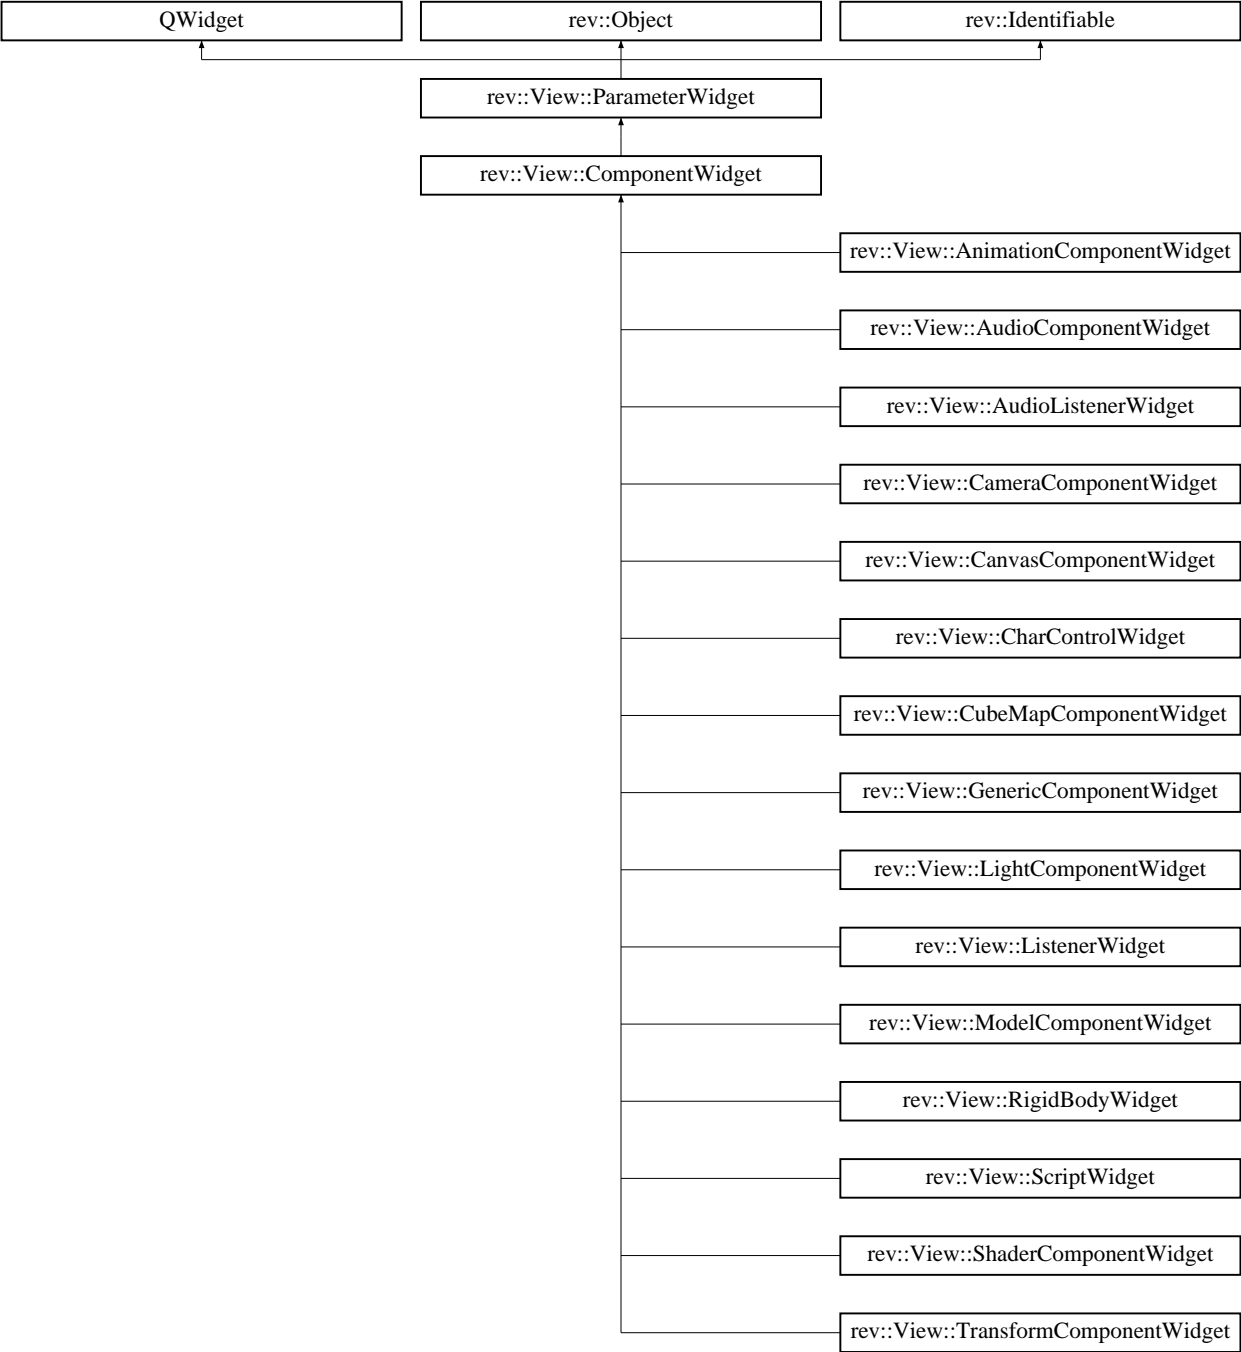 QWidget
rev::Object
rev::Identifiable
rev::View::ParameterWidget
rev::View::ComponentWidget
rev::View::AnimationComponentWidget
rev::View::AudioComponentWidget
rev::View::AudioListenerWidget
rev::View::CameraComponentWidget
rev::View::CanvasComponentWidget
rev::View::CharControlWidget
rev::View::CubeMapComponentWidget
rev::View::GenericComponentWidget
rev::View::LightComponentWidget
rev::View::ListenerWidget
rev::View::ModelComponentWidget
rev::View::RigidBodyWidget
rev::View::ScriptWidget
rev::View::ShaderComponentWidget
rev::View::TransformComponentWidget